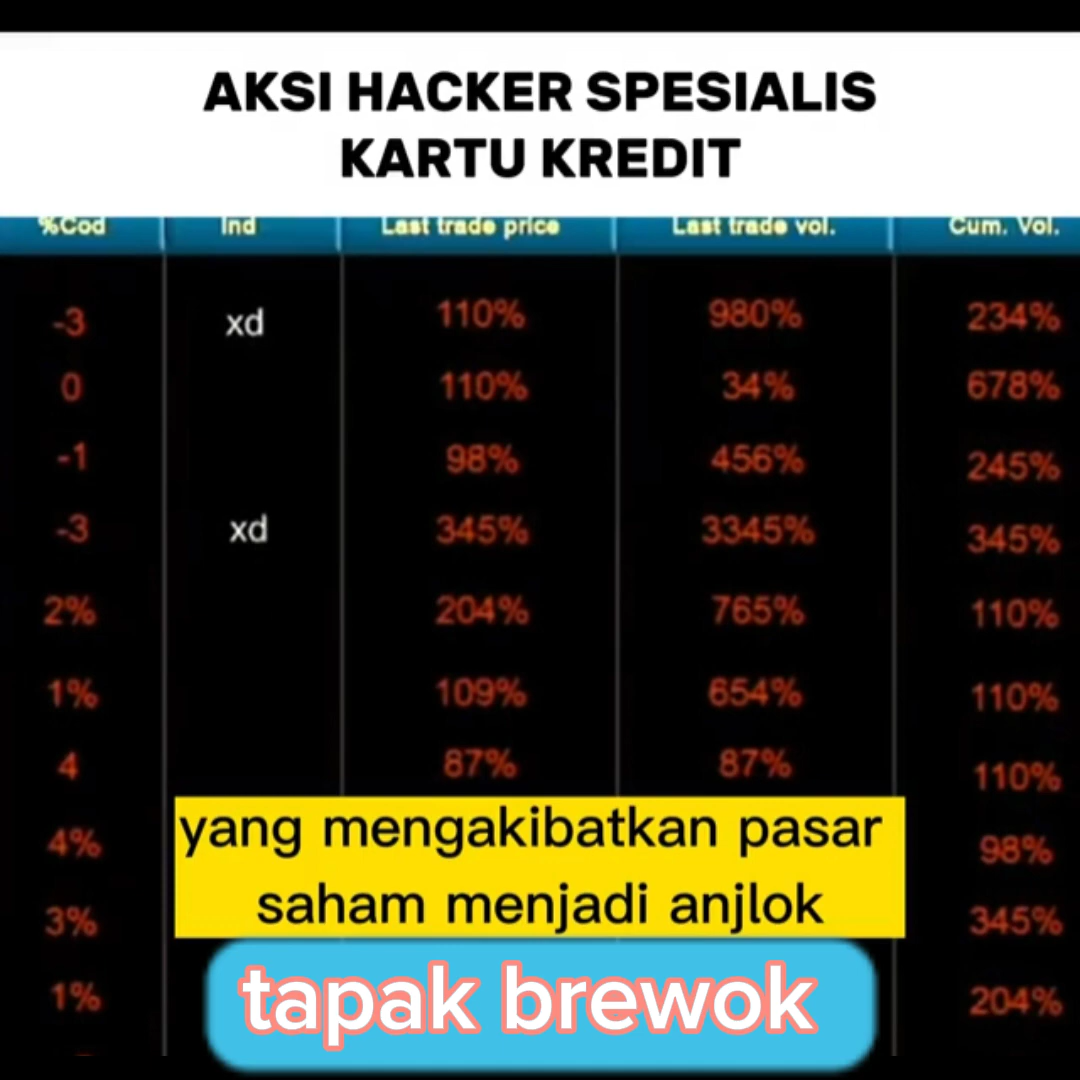 AKSI HACKER SPESIALIS
KARTU KREDIT
%Cod Ind Last trade price Last trade vol. Cum. Vol.
-3 xd 110% 980% 234%
0 110% 34% 678%
-1 98% 456% 245%
-3 xd 345% 3345% 345%
2% 204% 765% 110%
1% 109% 654% 110%
4 87% 87% 110%
4% 98%
3% 345%
1% 204%
yang mengakibatkan pasar
saham menjadi anjlok
tapak brewok